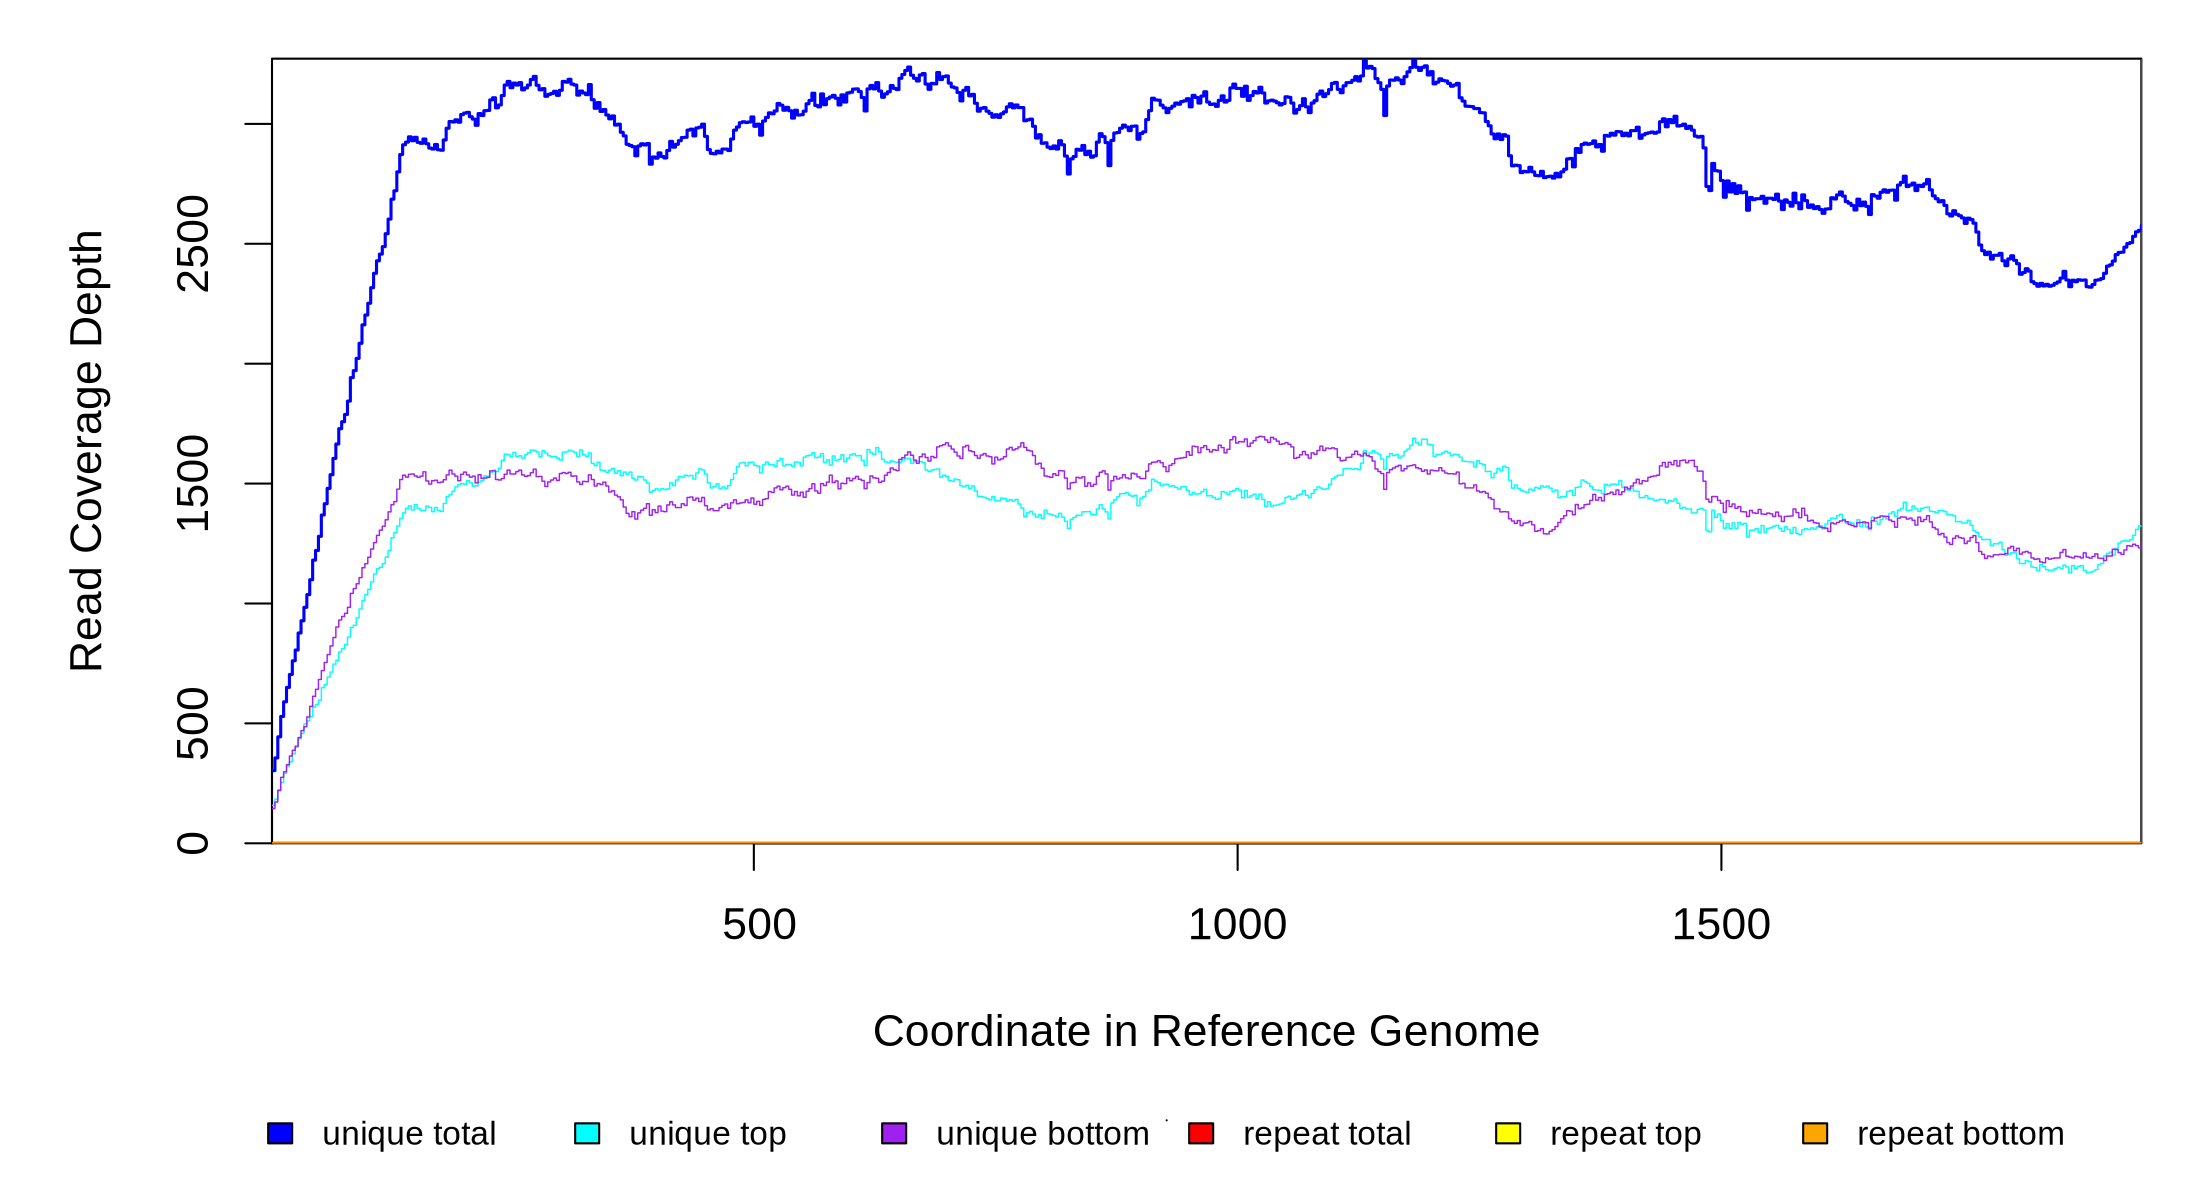 Read Coverage Depth
2500
1500
500
0
500 1000 1500
Coordinate in Reference Genome
unique total unique top unique bottom repeat total repeat top repeat bottom